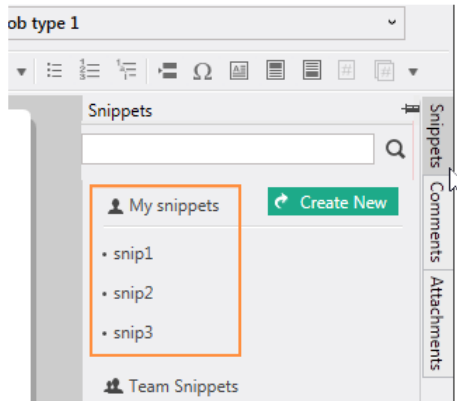 ob type 1
Snippets
My snippets
Create New
• snip1
• snip2
• snip3
Team Snippets
Snippets
Comments
Attachments